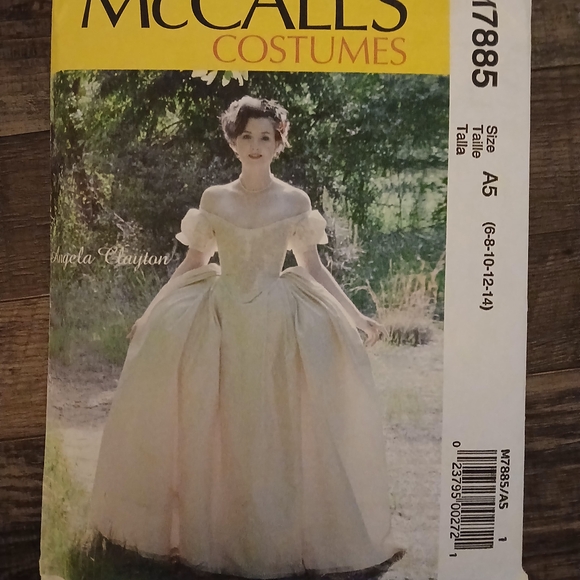 McCALL'S
COSTUMES
Angela Clayton
M7885
Size
Taille
Talla
A5
(6-8-10-12-14)
M7885/A5
1
0 23795 00272 1